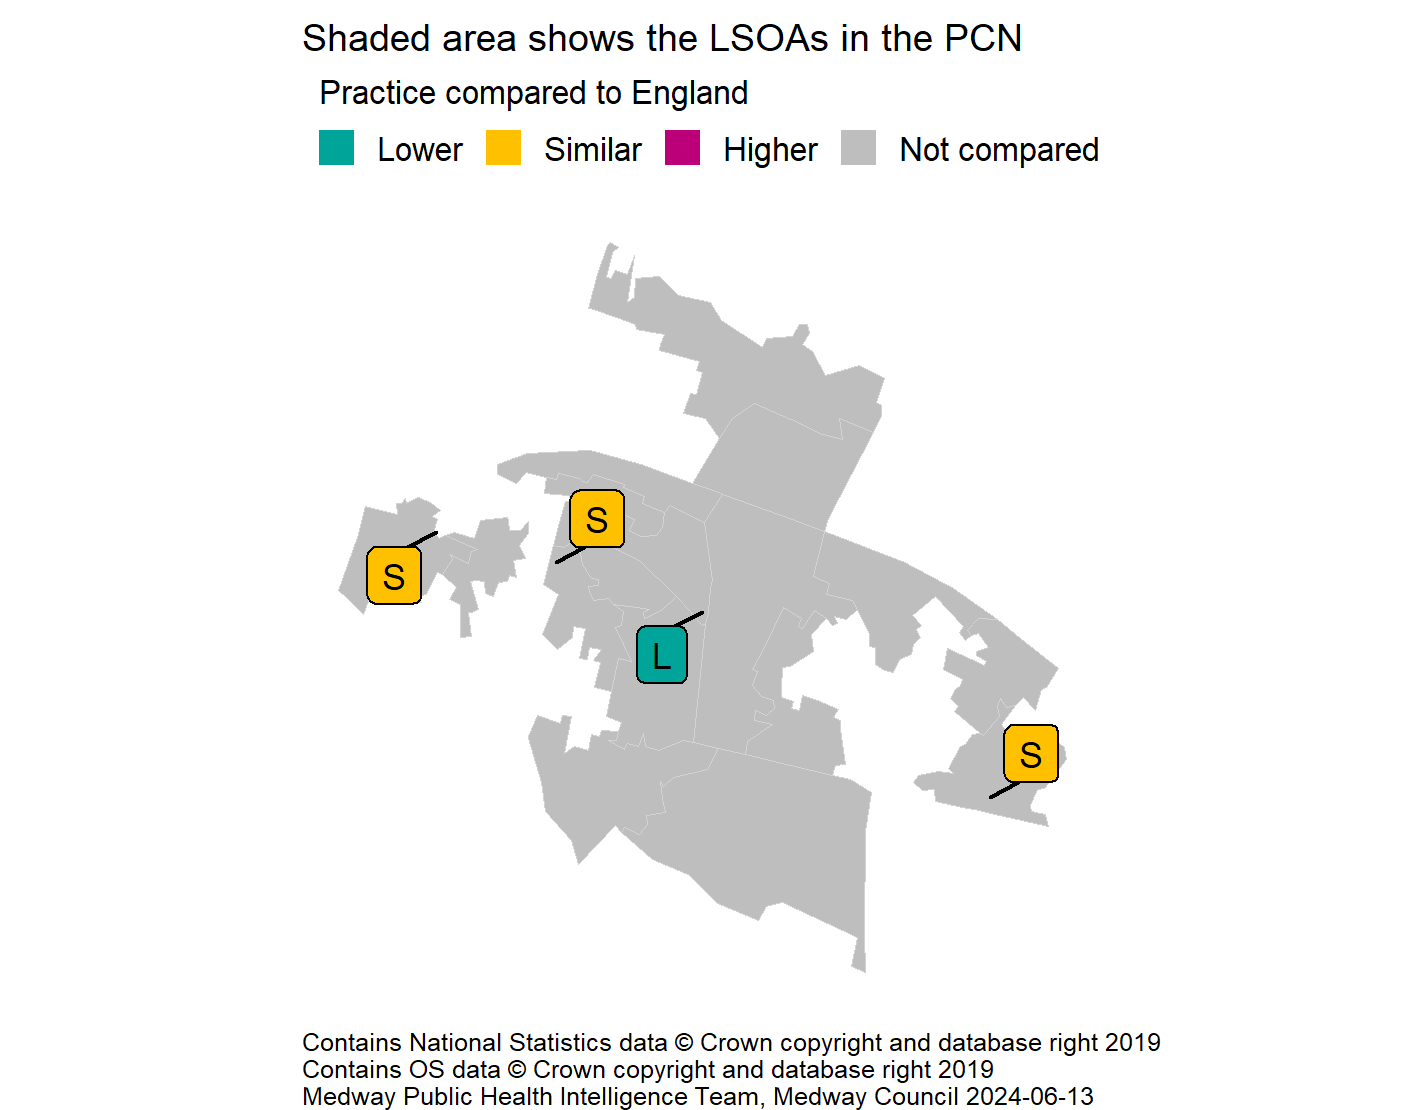 Shaded area shows the LSOAs in the PCN
Practice compared to England
Lower Similar Higher Not compared
S
S
L
S
Contains National Statistics data © Crown copyright and database right 2019
Contains OS data © Crown copyright and database right 2019
Medway Public Health Intelligence Team, Medway Council 2024-06-13